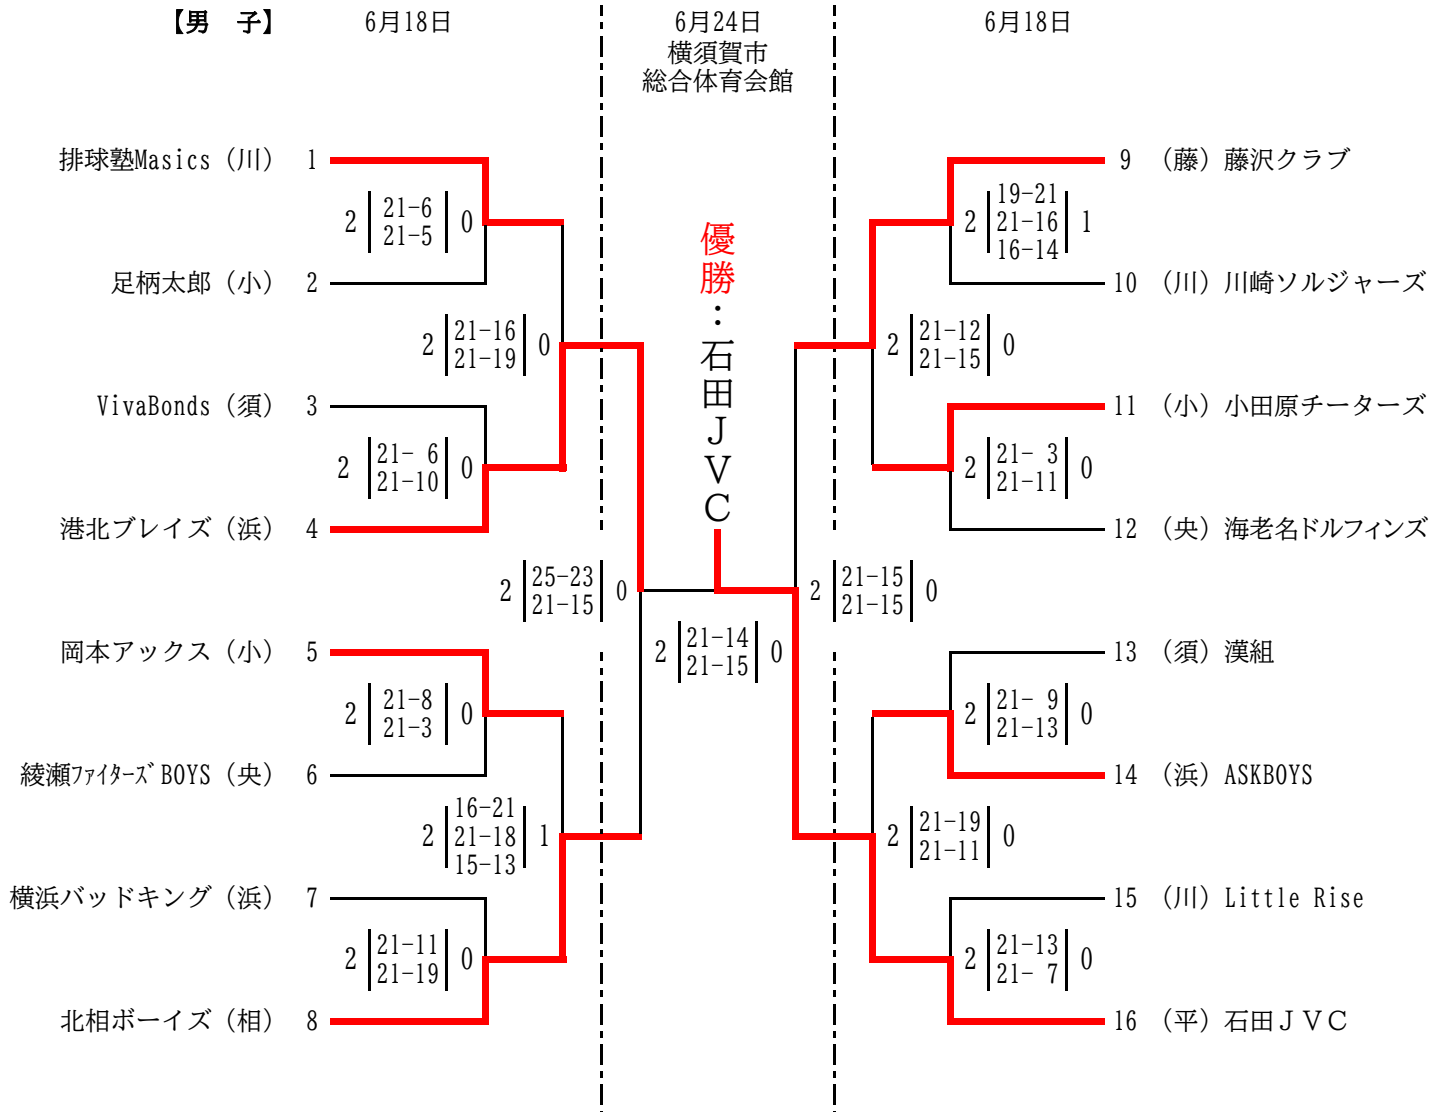 【男　子】 6月18日 6月24日 6月18日
横須賀市
総合体育会館
排球塾Masics（川） 1
2 21-6 0
21-5
足柄太郎（小） 2
2 21-16 0
21-19
VivaBonds（須） 3
2 21- 6 0
21-10
港北ブレイズ（浜） 4
2 25-23 0
21-15
岡本アックス（小） 5
2 21-8 0
21-3
綾瀬ﾌｧｲﾀｰｽﾞBOYS（央） 6
2 16-21 1
21-18
15-13
横浜バッドキング（浜） 7
2 21-11 0
21-19
北相ボーイズ（相） 8
優勝：石田ＪＶＣ
2 21-14 0
21-15
9 （藤）藤沢クラブ
2 19-21 1
21-16
16-14
10 （川）川崎ソルジャーズ
2 21-12 0
21-15
11 （小）小田原チーターズ
2 21- 3 0
21-11
12 （央）海老名ドルフィンズ
2 21-15 0
21-15
13 （須）漢組
2 21- 9 0
21-13
14 （浜）ASKBOYS
2 21-19 0
21-11
15 （川）Little Rise
2 21-13 0
21- 7
16 （平）石田ＪＶＣ